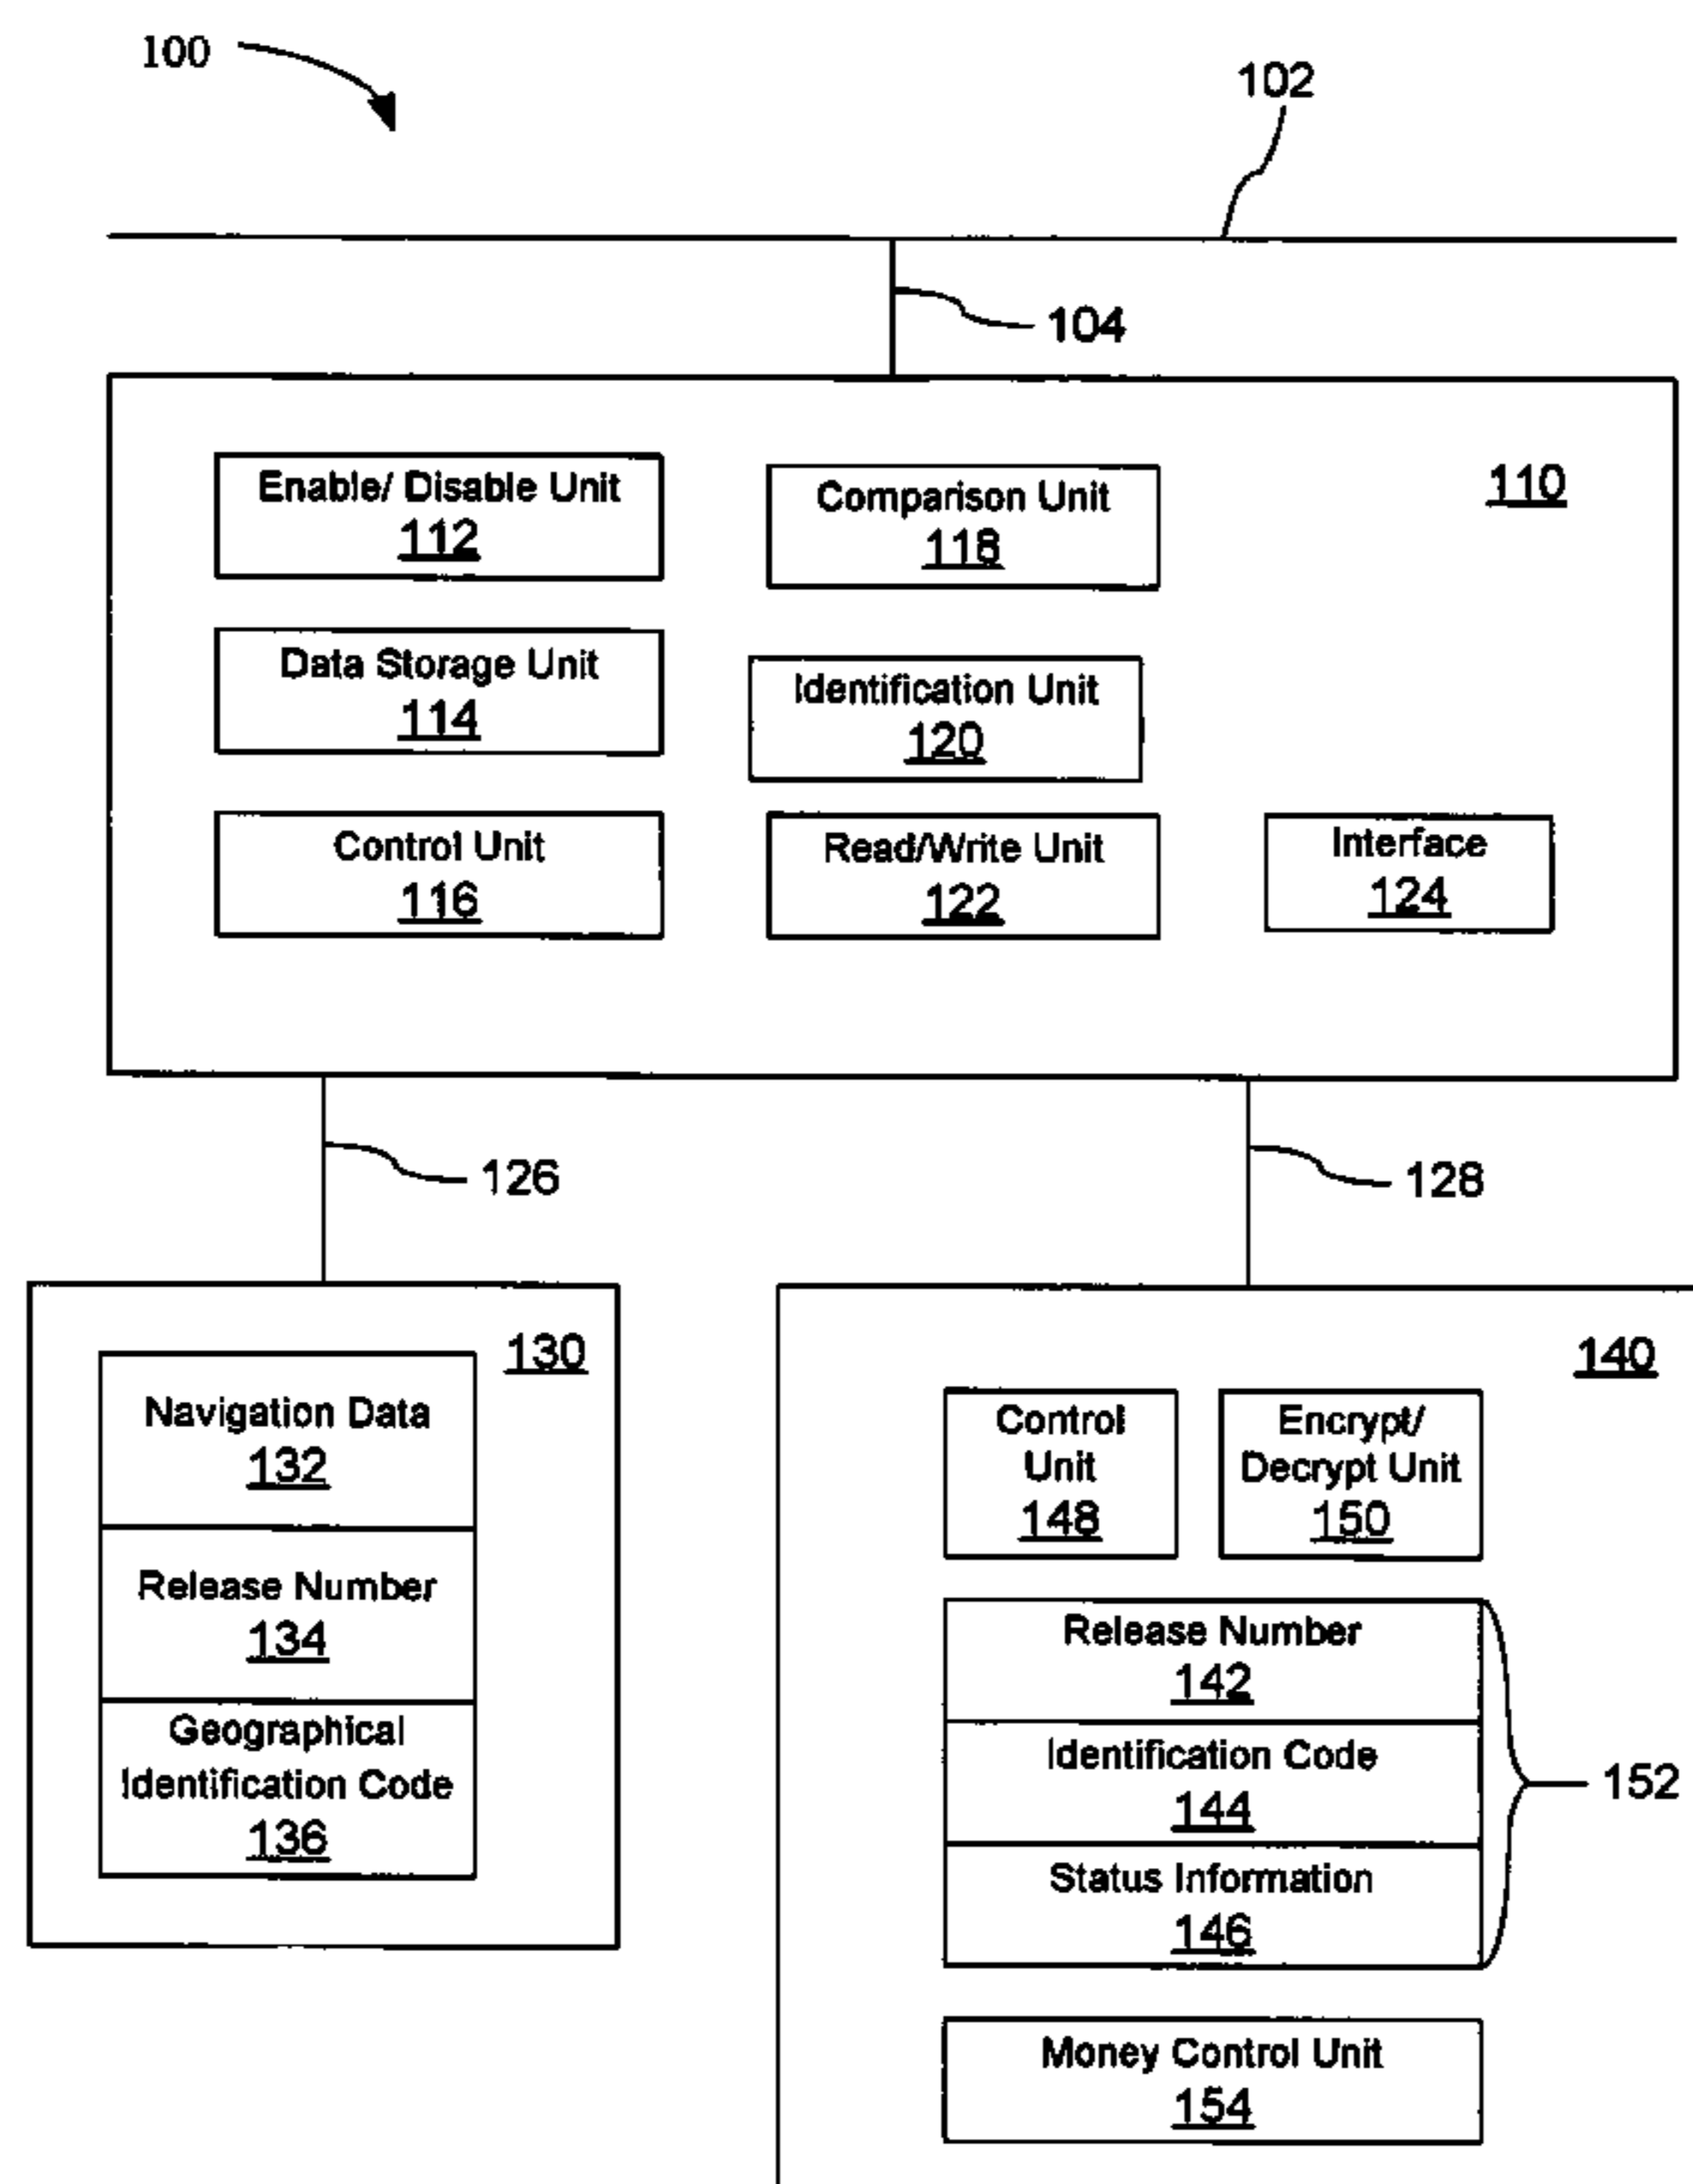 100
102
104
110
Enable/ Disable Unit
112
Comparison Unit
118
Data Storage Unit
114
Identification Unit
120
Control Unit
116
Read/Write Unit
122
Interface
124
126
128
130
Navigation Data
132
Release Number
134
Geographical
Identification Code
136
140
Control
Unit
148
Encrypt/
Decrypt Unit
150
Release Number
142
Identification Code
144
Status Information
146
152
Money Control Unit
154